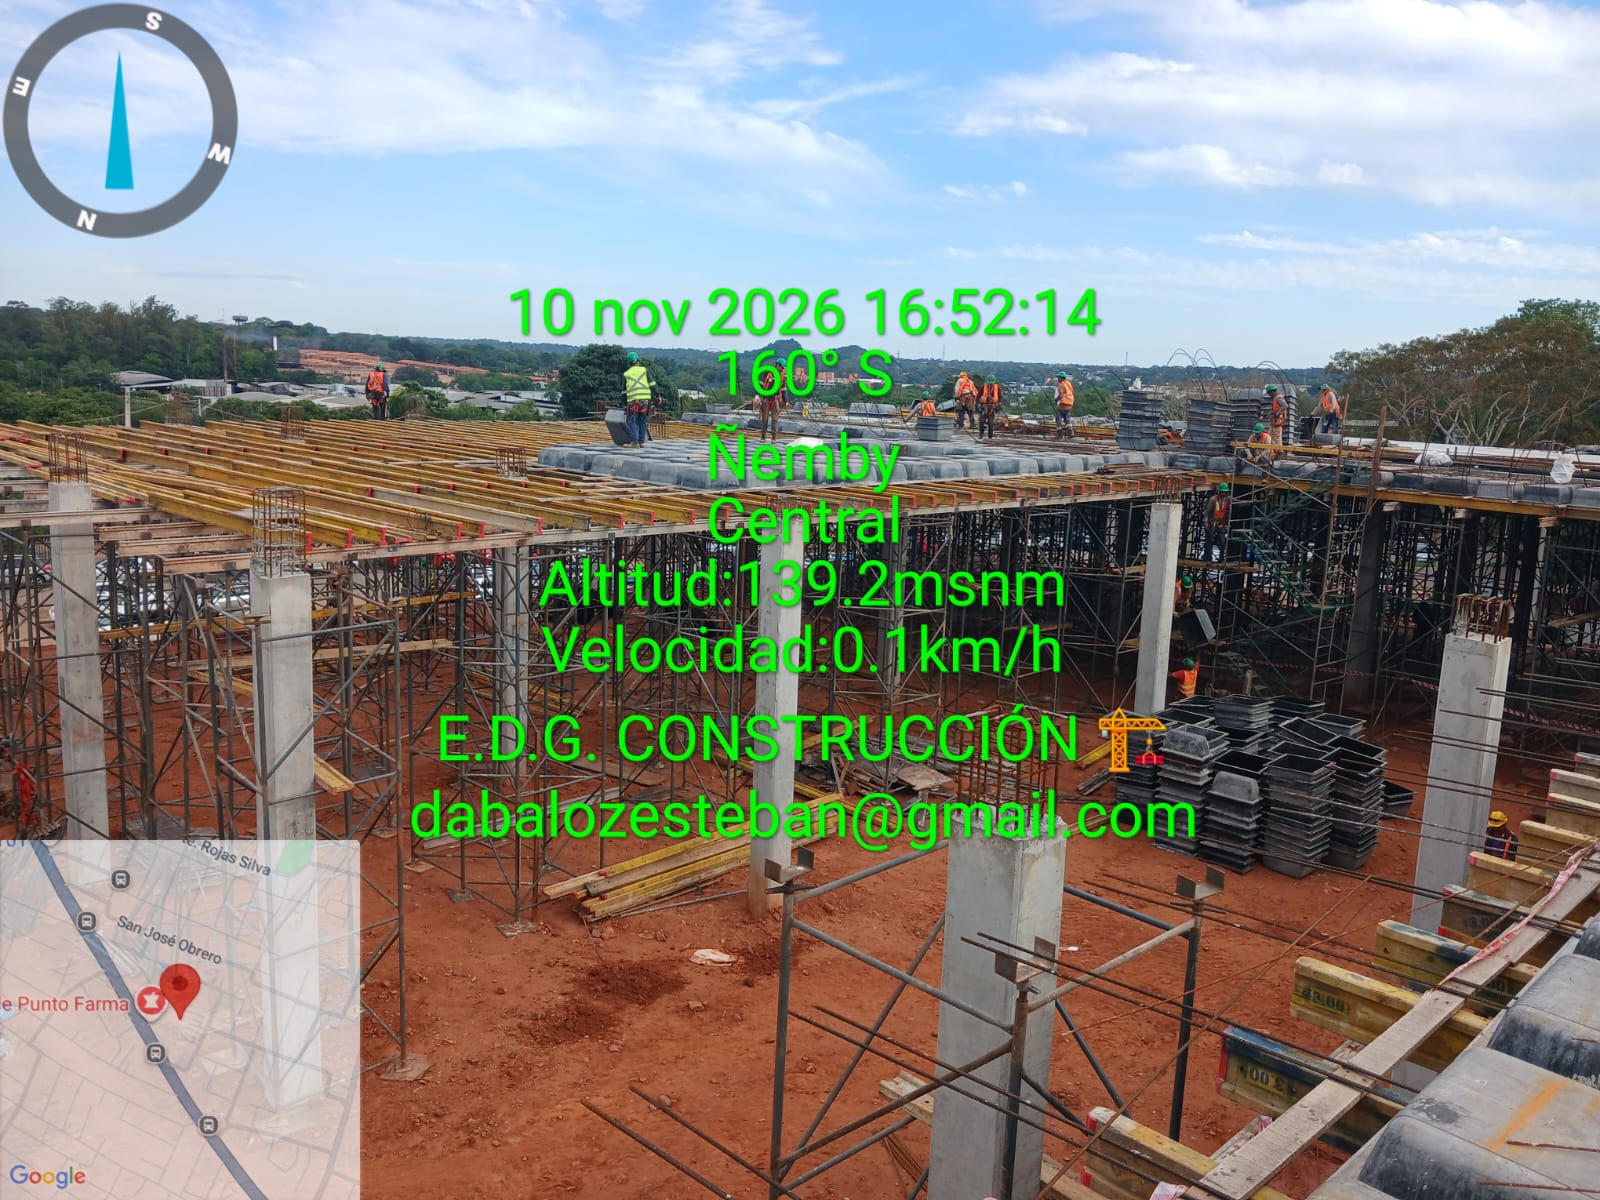 S
E
W
N
10 nov 2026 16:52:14
160° S
Ñemby
Central
Altitud:139.2msnm
Velocidad:0.1km/h
E.D.G. CONSTRUCCIÓN 🏗
dabalozesteban@gmail.com
te. Rojas Silva
San José Obrero
e Punto Farma
Google